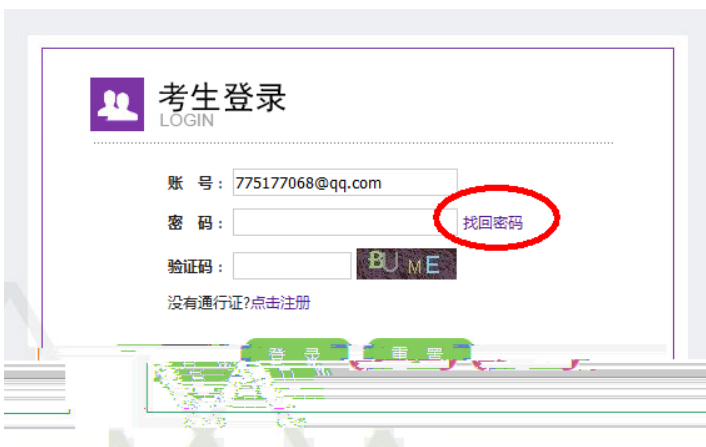 考生登录
LOGIN
账 号：775177068@qq.com
密 码： 找回密码
验证码： BUME
没有通行证?点击注册
登 录 重 置